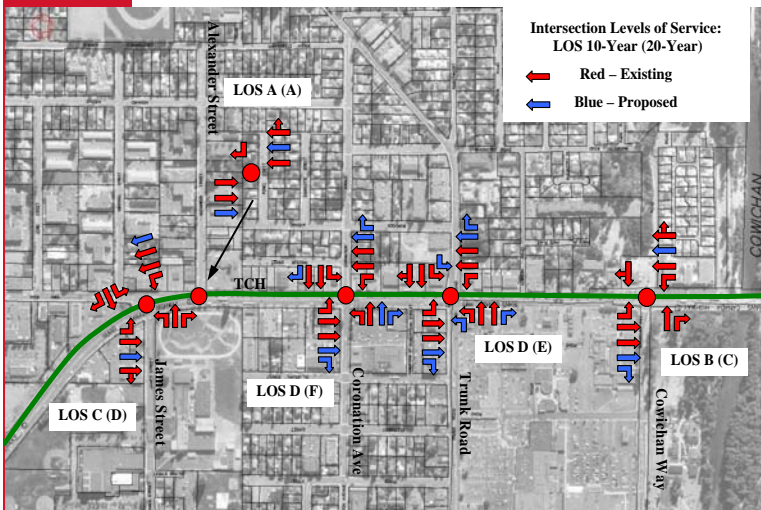 Intersection Levels of Service:
LOS 10-Year (20-Year)
Red – Existing
Blue – Proposed
Alexander Street
LOS A (A)
COWICHAN
TCH
LOS D (E)
LOS B (C)
LOS D (F)
LOS C (D)
James Street
Coronation Ave
Trunk Road
Cowichan Way